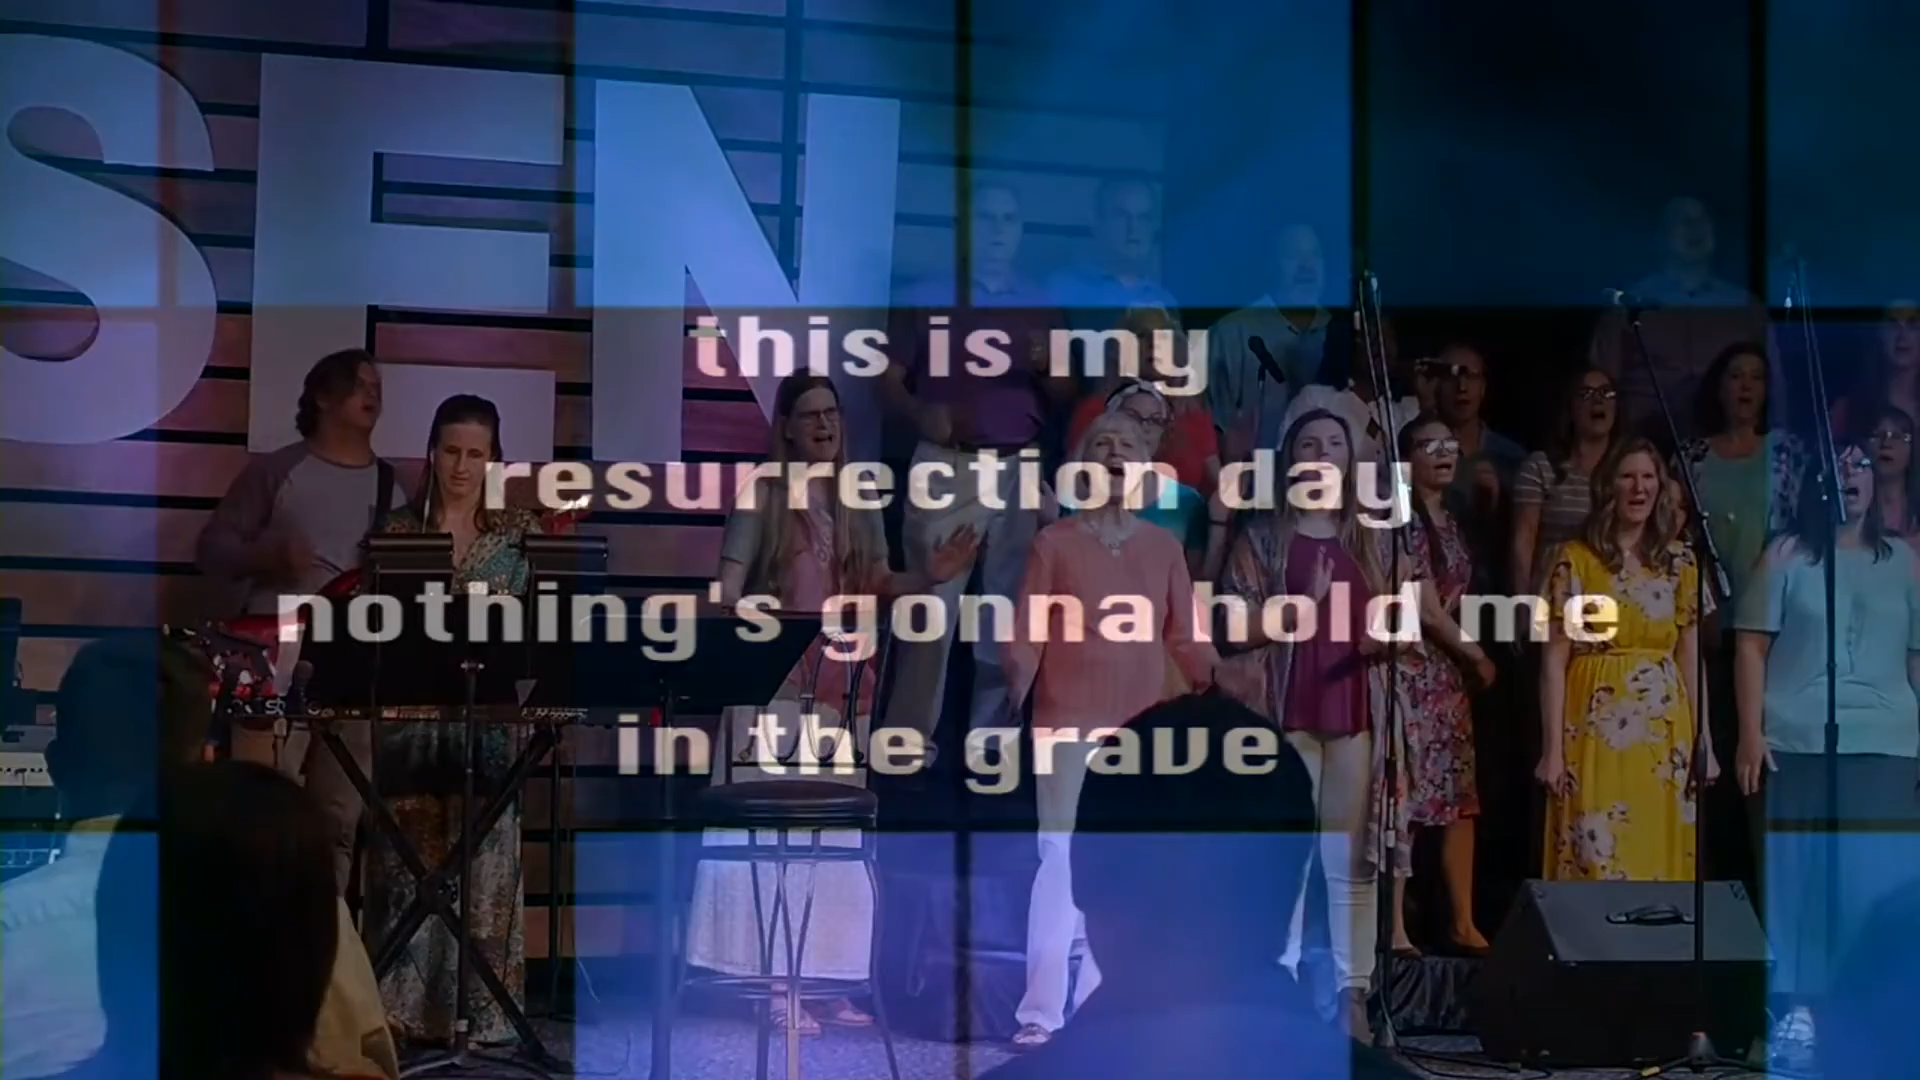 SEN
this is my
resurrection day
nothing's gonna hold me
in the grave